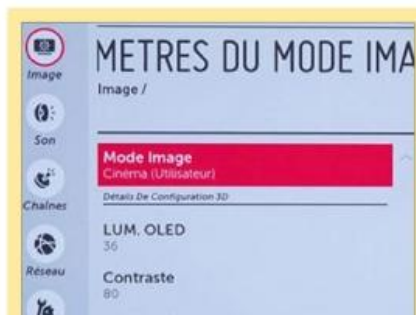 METRES DU MODE IMA
Image /
Image
Son
Chaînes
Réseau
Mode Image
Cinéma (Utilisateur)
Détails De Configuration 3D
LUM. OLED
36
Contraste
80